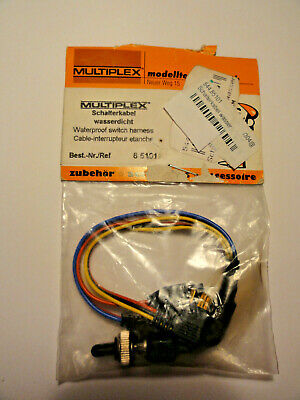 MULTIPLEX modellte
Neuer Weg 15
MULTIPLEX
Schalterkabel
wasserdicht
Waterproof switch harness
Cable-interrupteur etanche
Best.-Nr./Ref 8 5101
zubehör
essoire